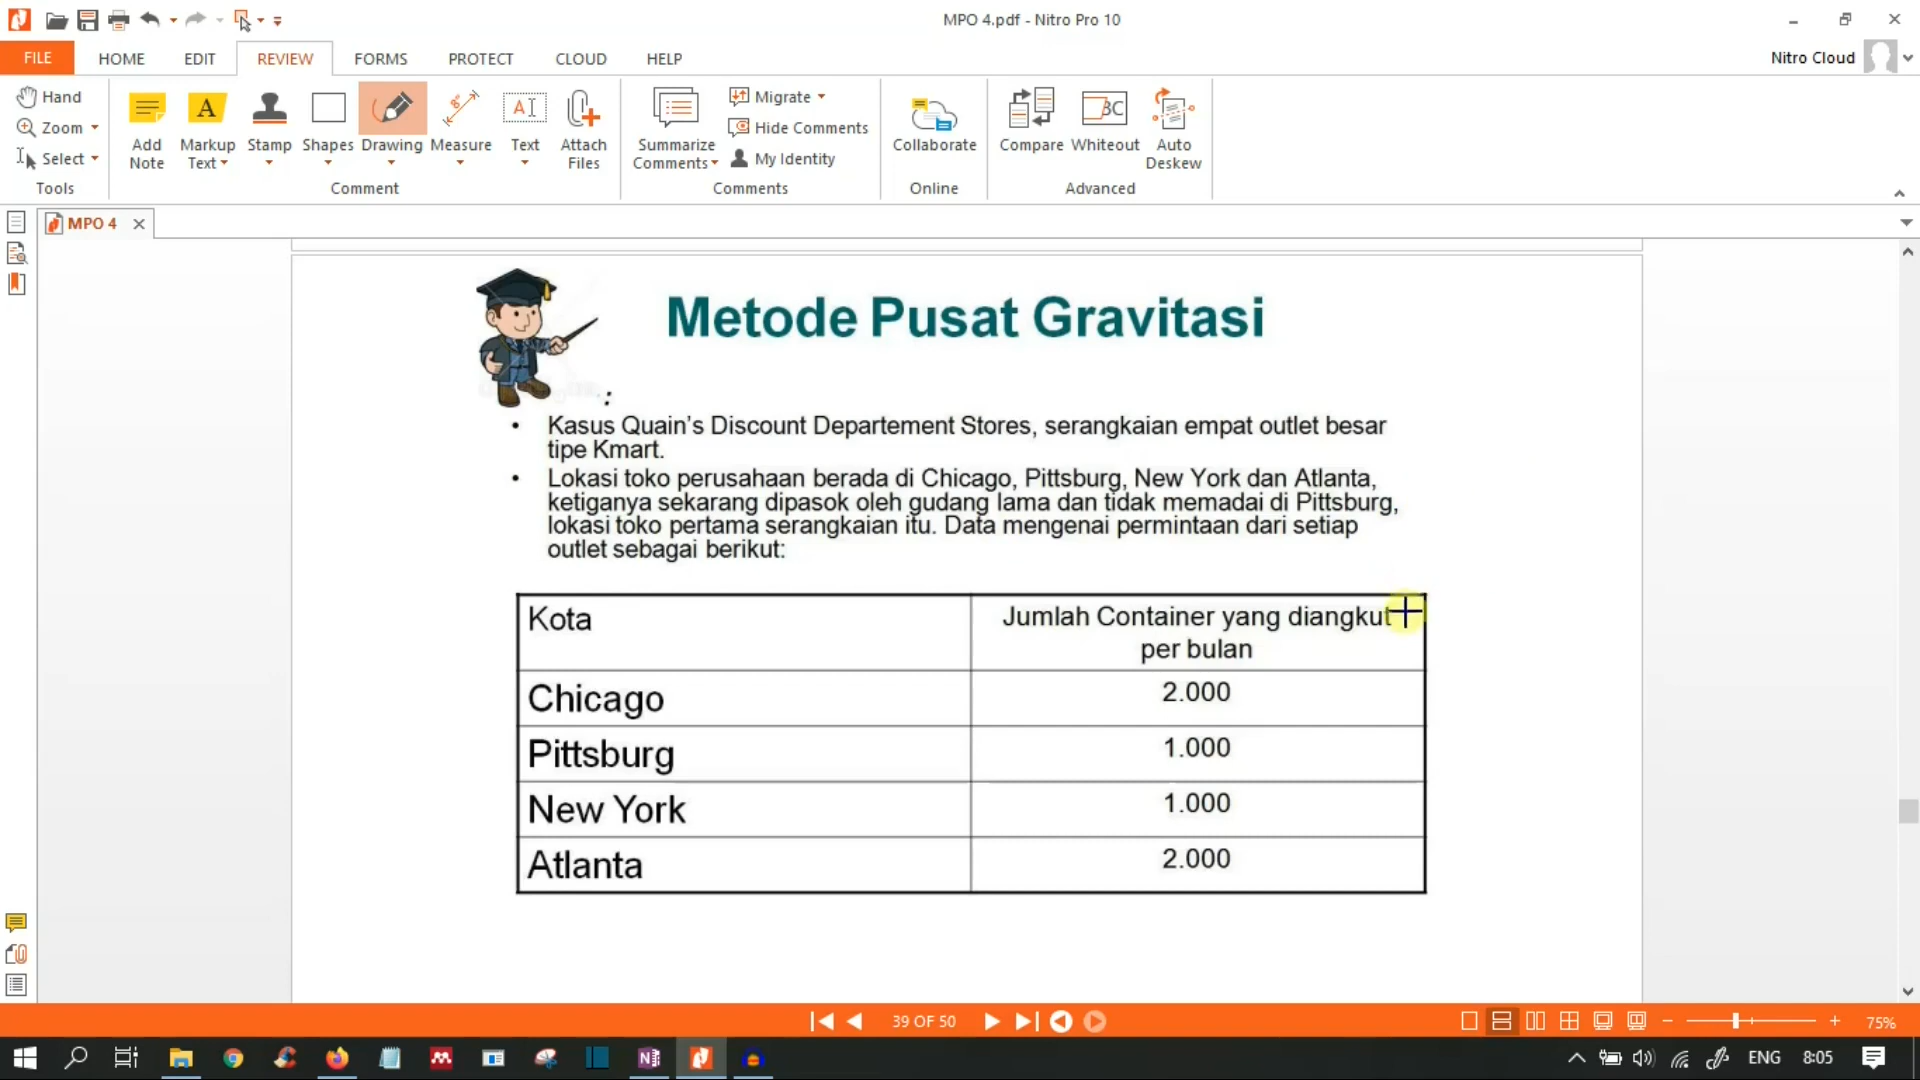 MPO 4.pdf - Nitro Pro 10
FILE HOME EDIT REVIEW FORMS PROTECT CLOUD HELP
Nitro Cloud
Hand
Zoom
Select
Tools
Add Note
Markup Text
Stamp
Shapes
Drawing
Measure
Text
Attach Files
Comment
Summarize Comments
Migrate
Hide Comments
My Identity
Comments
Collaborate
Online
Compare
Whiteout
Auto Deskew
Advanced
MPO 4
Metode Pusat Gravitasi
:
• Kasus Quain's Discount Departement Stores, serangkaian empat outlet besar
tipe Kmart.
• Lokasi toko perusahaan berada di Chicago, Pittsburg, New York dan Atlanta,
ketiganya sekarang dipasok oleh gudang lama dan tidak memadai di Pittsburg,
lokasi toko pertama serangkaian itu. Data mengenai permintaan dari setiap
outlet sebagai berikut:
Kota
Jumlah Container yang diangkut
per bulan
Chicago 2.000
Pittsburg 1.000
New York 1.000
Atlanta 2.000
39 OF 50
75%
ENG 8:05